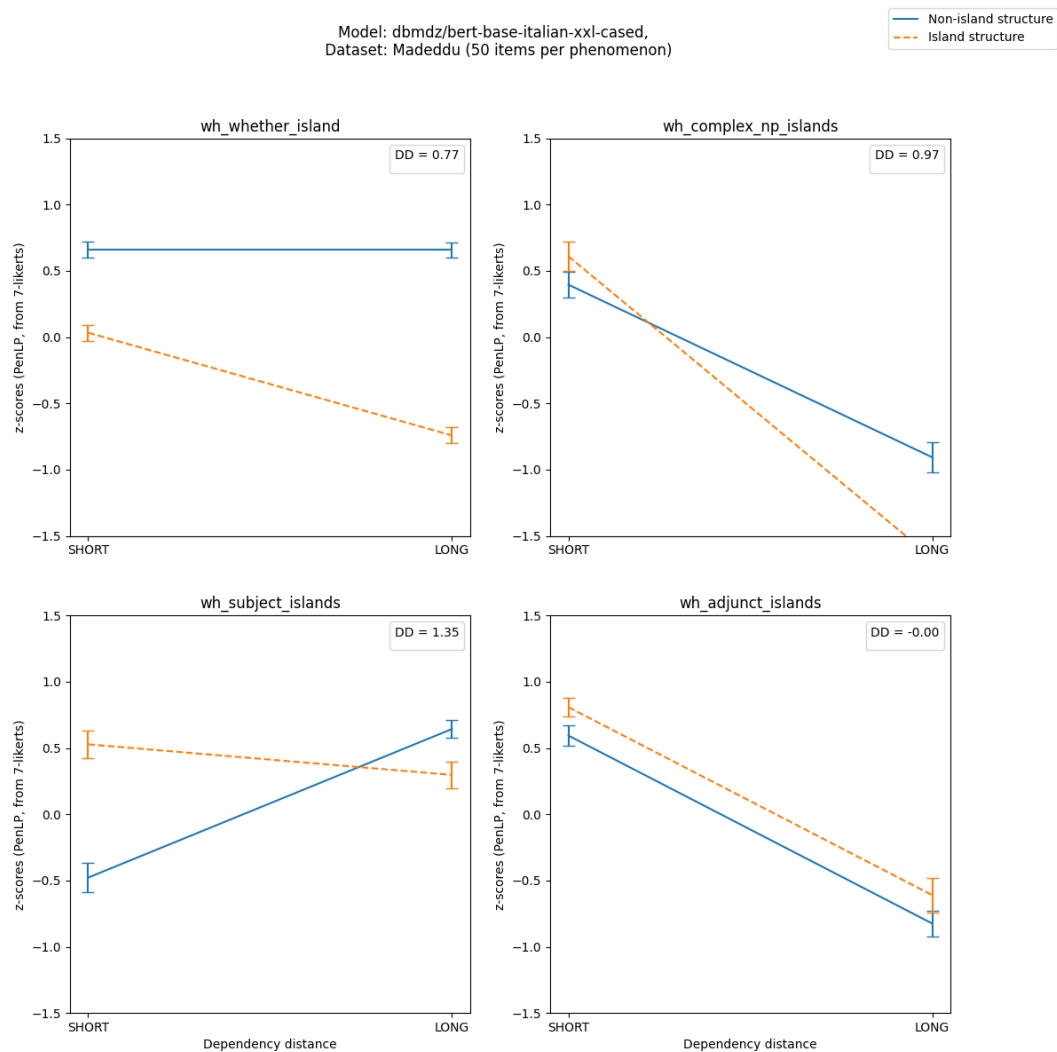 Model: dbmdz/bert-base-italian-xxl-cased,
Dataset: Madeddu (50 items per phenomenon)
Non-island structure
Island structure
wh_whether_island
DD = 0.77
z-scores (PenLP, from 7-likerts)
1.5
1.0
0.5
0.0
−0.5
−1.0
−1.5
SHORT
LONG
wh_complex_np_islands
DD = 0.97
z-scores (PenLP, from 7-likerts)
1.5
1.0
0.5
0.0
−0.5
−1.0
−1.5
SHORT
LONG
wh_subject_islands
DD = 1.35
z-scores (PenLP, from 7-likerts)
1.5
1.0
0.5
0.0
−0.5
−1.0
−1.5
SHORT
LONG
Dependency distance
wh_adjunct_islands
DD = -0.00
z-scores (PenLP, from 7-likerts)
1.5
1.0
0.5
0.0
−0.5
−1.0
−1.5
SHORT
LONG
Dependency distance